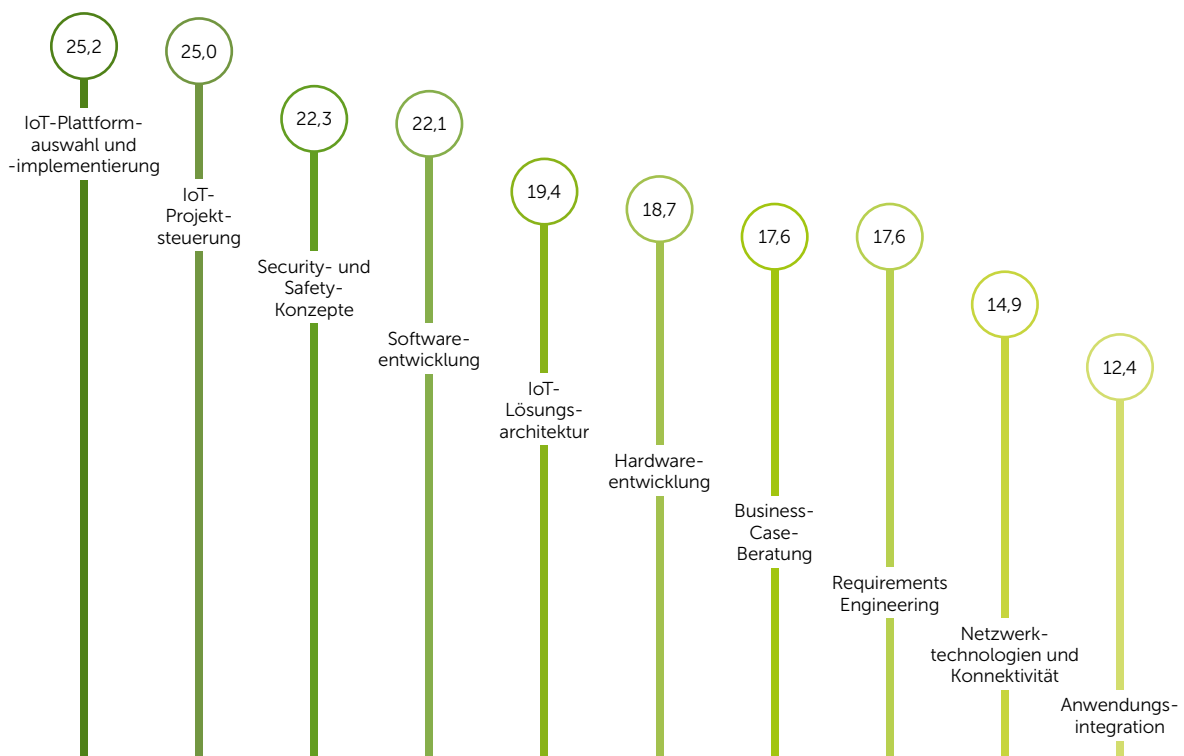 25,2
IoT-Plattform-
auswahl und
-implementierung
25,0
IoT-
Projekt-
steuerung
22,3
Security- und
Safety-
Konzepte
22,1
Software-
entwicklung
19,4
IoT-
Lösungs-
architektur
18,7
Hardware-
entwicklung
17,6
Business-
Case-
Beratung
17,6
Requirements
Engineering
14,9
Netzwerk-
technologien und
Konnektivität
12,4
Anwendungs-
integration